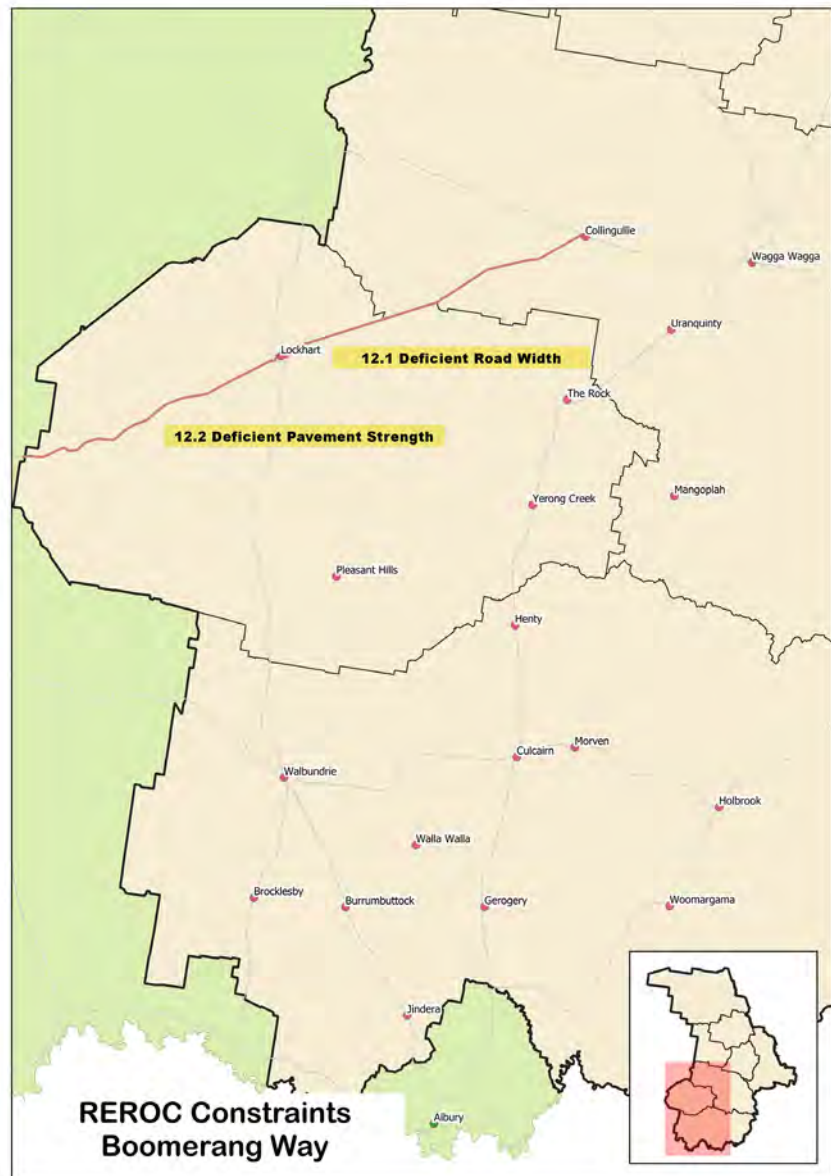 Collingullie
Wagga Wagga
Uranquinty
Lockhart
12.1 Deficient Road Width
The Rock
12.2 Deficient Pavement Strength
Mangoplah
Yerong Creek
Pleasant Hills
Henty
Morven
Culcairn
Walbundrie
Holbrook
Walla Walla
Brocklesby
Burrumbuttock
Gerogery
Woomargama
Jindera
REROC Constraints
Boomerang Way
Albury